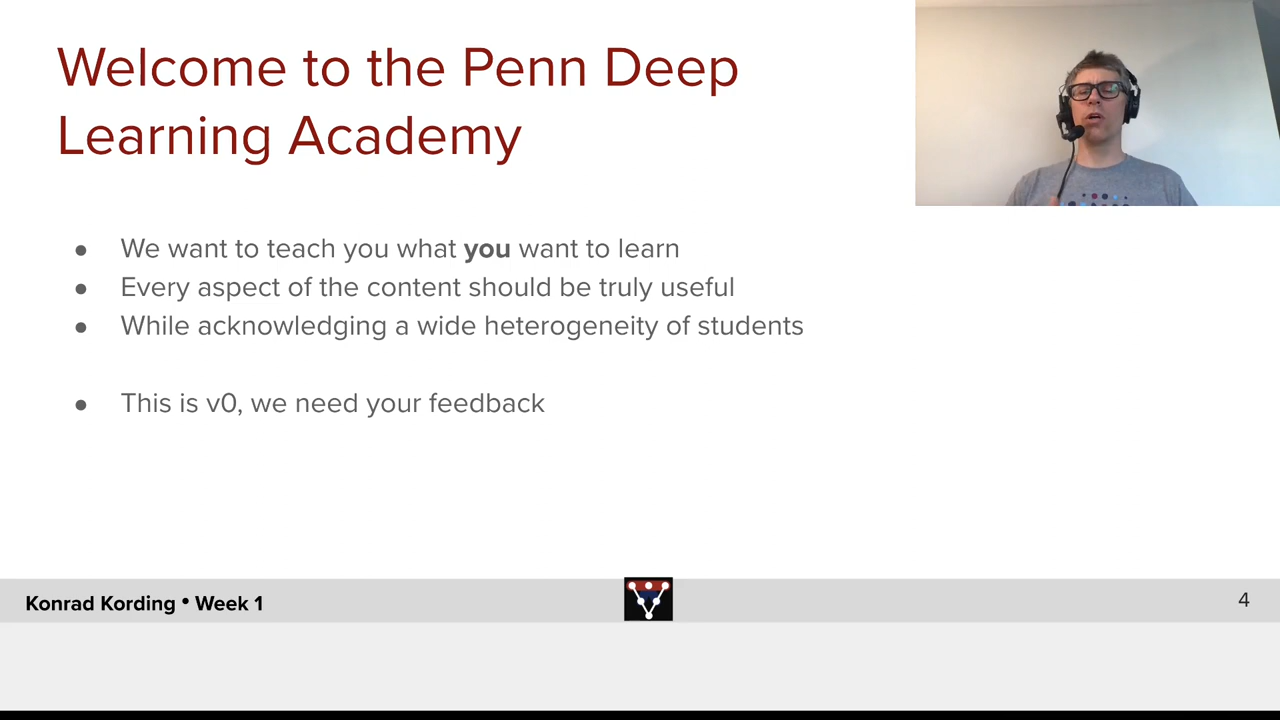 Welcome to the Penn Deep
Learning Academy
● We want to teach you what you want to learn
● Every aspect of the content should be truly useful
● While acknowledging a wide heterogeneity of students
● This is v0, we need your feedback
Konrad Kording • Week 1
4